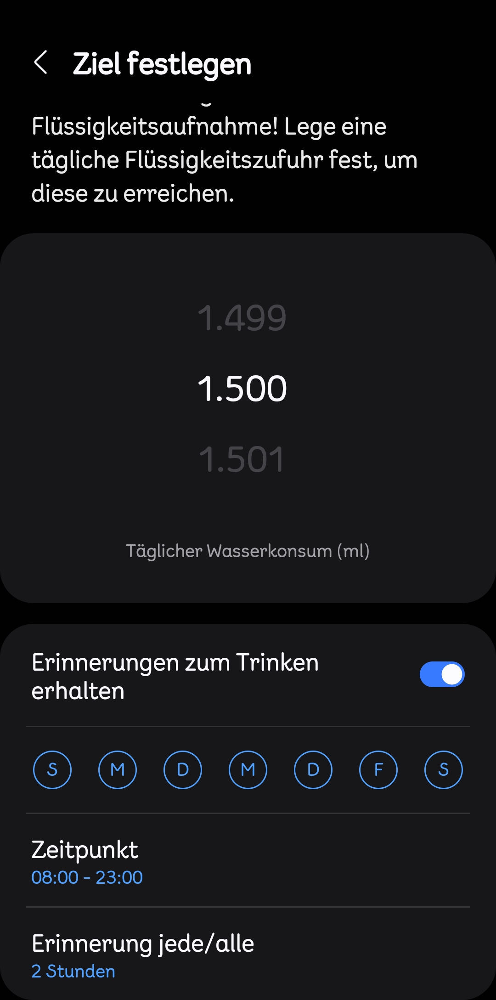 Ziel festlegen
Flüssigkeitsaufnahme! Lege eine
tägliche Flüssigkeitszufuhr fest, um
diese zu erreichen.
1.499
1.500
1.501
Täglicher Wasserkonsum (ml)
Erinnerungen zum Trinken
erhalten
S M D M D F S
Zeitpunkt
08:00 - 23:00
Erinnerung jede/alle
2 Stunden